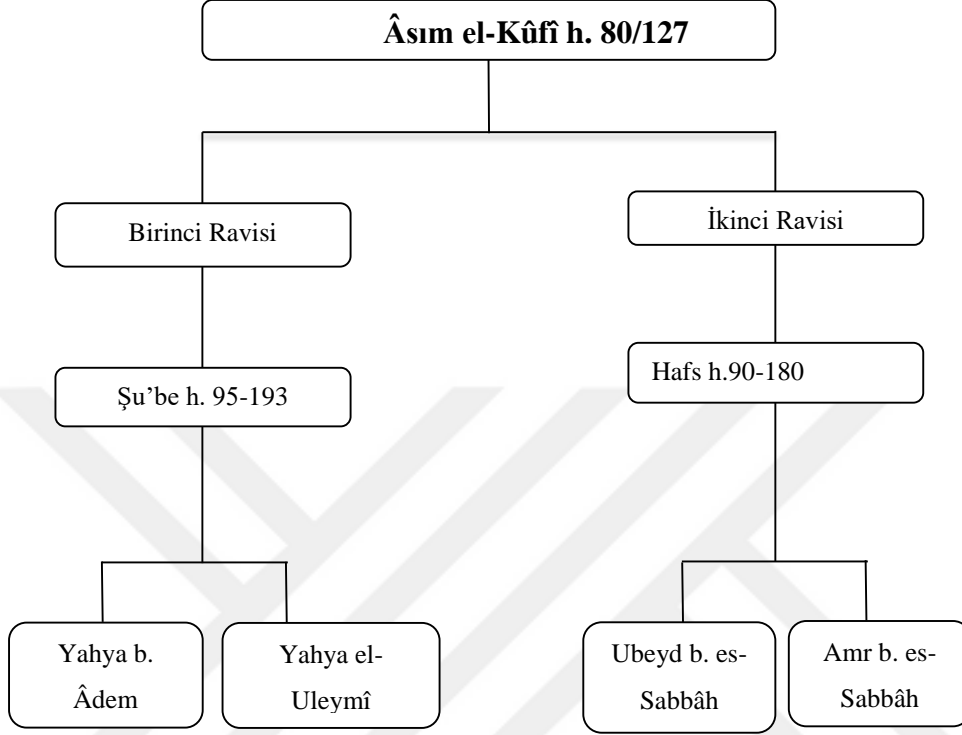 Âsım el-Kûfî h. 80/127
Birinci Ravisi
İkinci Ravisi
Şu’be h. 95-193
Hafs h.90-180
Yahya b.
Âdem
Yahya el-
Uleymî
Ubeyd b. es-
Sabbâh
Amr b. es-
Sabbâh